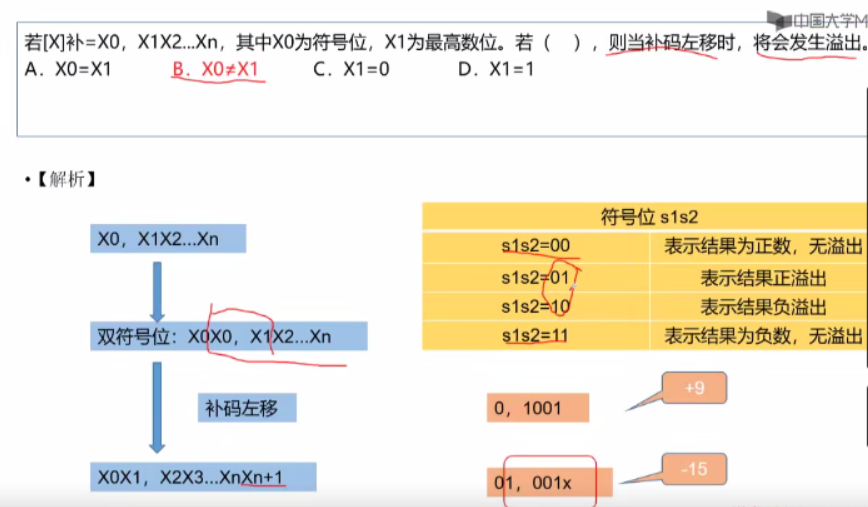 中国大学M
若[X]补=X0，X1X2...Xn，其中X0为符号位，X1为最高数位。若（ ），则当补码左移时，将会发生溢出。
A．X0=X1 B．X0≠X1 C．X1=0 D．X1=1
•【解析】
X0，X1X2...Xn
双符号位：X0X0，X1X2...Xn
补码左移
X0X1，X2X3...XnXn+1
符号位 s1s2
s1s2=00 表示结果为正数，无溢出
s1s2=01 表示结果正溢出
s1s2=10 表示结果负溢出
s1s2=11 表示结果为负数，无溢出
0，1001
+9
01，001x
-15